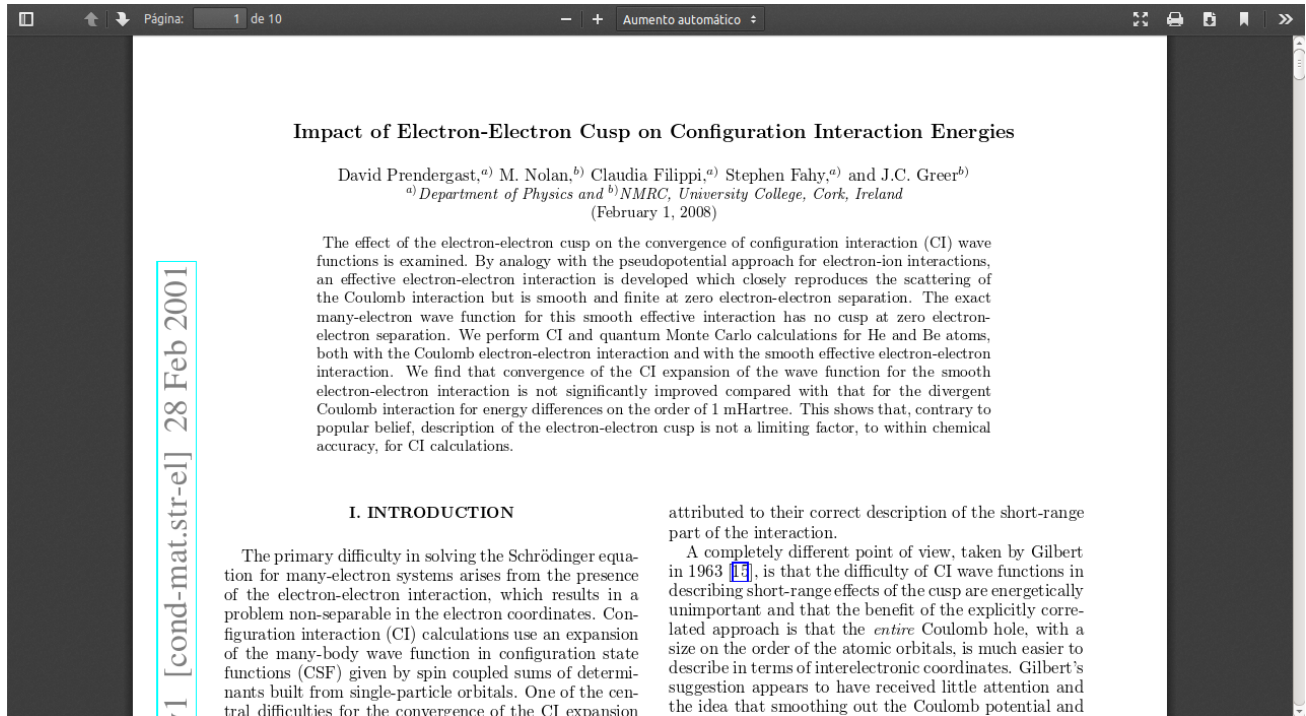 Página: 1 de 10
Aumento automático
Impact of Electron-Electron Cusp on Configuration Interaction Energies
David Prendergast,a) M. Nolan,b) Claudia Filippi,a) Stephen Fahy,a) and J.C. Greerb)
a)Department of Physics and b)NMRC, University College, Cork, Ireland
(February 1, 2008)
The effect of the electron-electron cusp on the convergence of configuration interaction (CI) wave
functions is examined. By analogy with the pseudopotential approach for electron-ion interactions,
an effective electron-electron interaction is developed which closely reproduces the scattering of
the Coulomb interaction but is smooth and finite at zero electron-electron separation. The exact
many-electron wave function for this smooth effective interaction has no cusp at zero electron-
electron separation. We perform CI and quantum Monte Carlo calculations for He and Be atoms,
both with the Coulomb electron-electron interaction and with the smooth effective electron-electron
interaction. We find that convergence of the CI expansion of the wave function for the smooth
electron-electron interaction is not significantly improved compared with that for the divergent
Coulomb interaction for energy differences on the order of 1 mHartree. This shows that, contrary to
popular belief, description of the electron-electron cusp is not a limiting factor, to within chemical
accuracy, for CI calculations.
[cond-mat.str-el] 28 Feb 2001
I. INTRODUCTION
The primary difficulty in solving the Schrödinger equa-
tion for many-electron systems arises from the presence
of the electron-electron interaction, which results in a
problem non-separable in the electron coordinates. Con-
figuration interaction (CI) calculations use an expansion
of the many-body wave function in configuration state
functions (CSF) given by spin coupled sums of determi-
nants built from single-particle orbitals. One of the cen-
tral difficulties for the convergence of the CI expansion
attributed to their correct description of the short-range
part of the interaction.
A completely different point of view, taken by Gilbert
in 1963 [15], is that the difficulty of CI wave functions in
describing short-range effects of the cusp are energetically
unimportant and that the benefit of the explicitly corre-
lated approach is that the entire Coulomb hole, with a
size on the order of the atomic orbitals, is much easier to
describe in terms of interelectronic coordinates. Gilbert's
suggestion appears to have received little attention and
the idea that smoothing out the Coulomb potential and